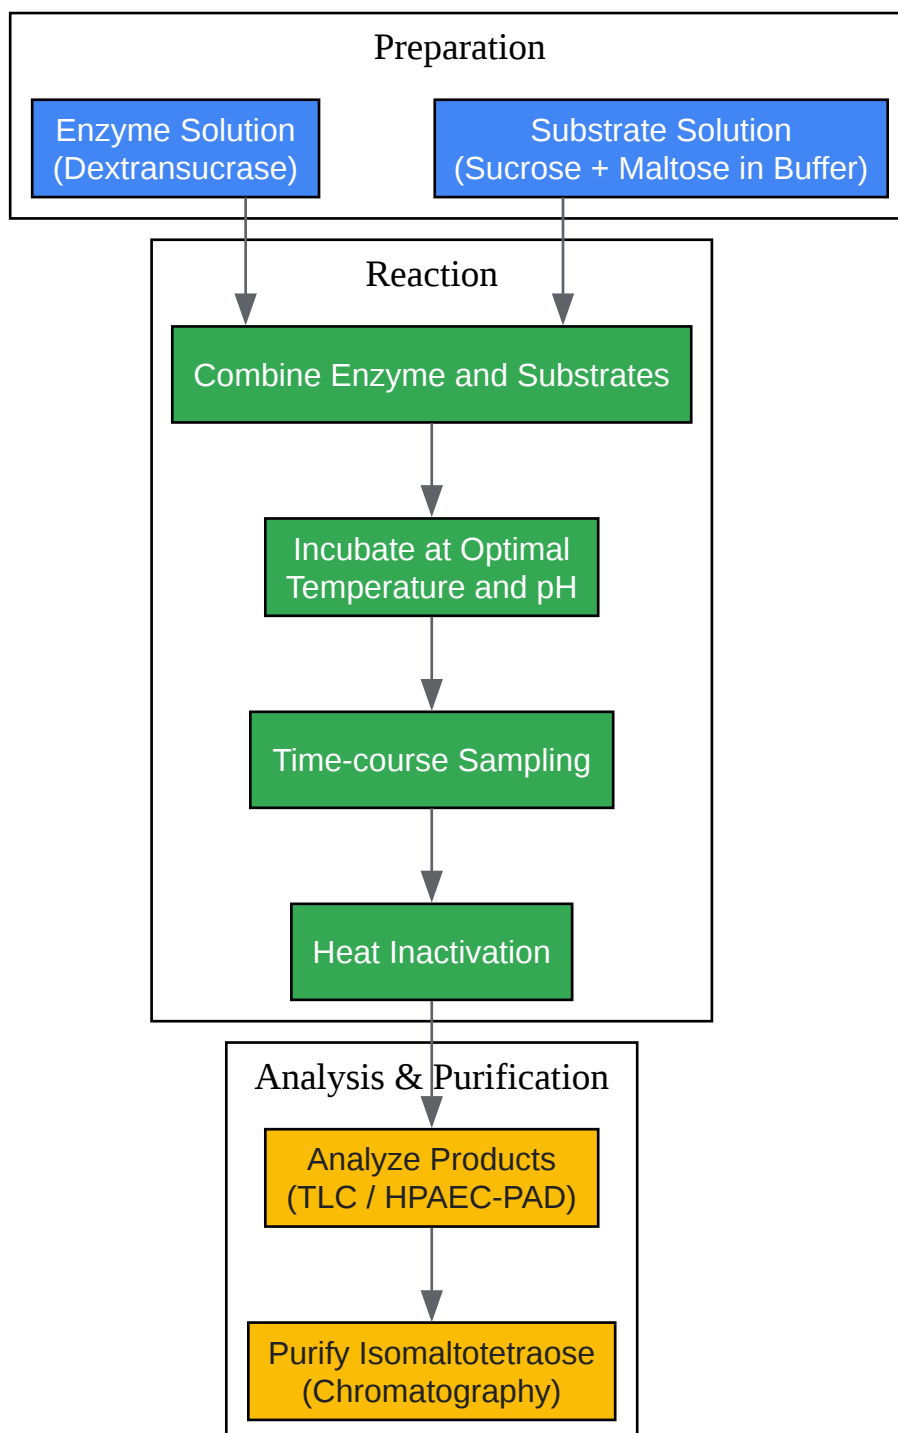 Preparation
Enzyme Solution
(Dextransucrase)
Substrate Solution
(Sucrose + Maltose in Buffer)
Reaction
Combine Enzyme and Substrates
Incubate at Optimal
Temperature and pH
Time-course Sampling
Heat Inactivation
Analysis & Purification
Analyze Products
(TLC / HPAEC-PAD)
Purify Isomaltotetraose
(Chromatography)